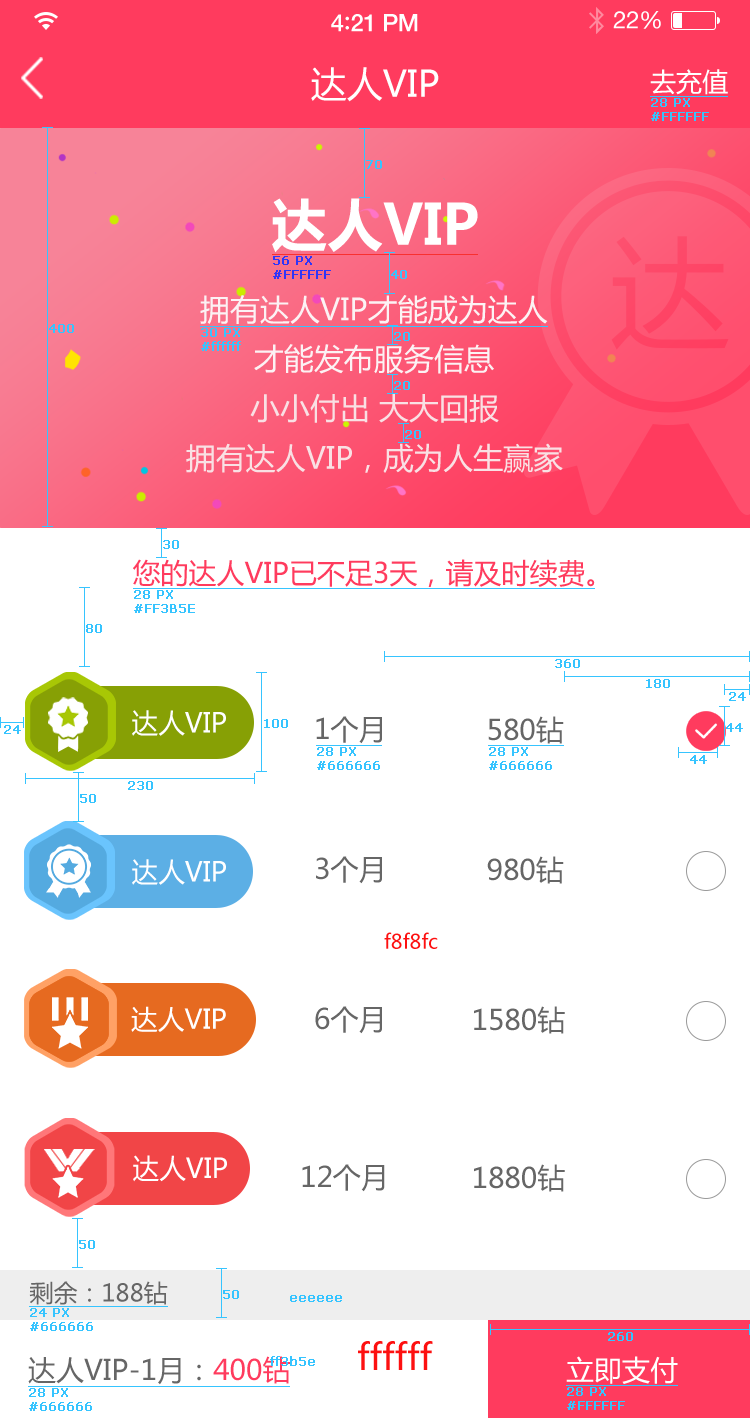 4:21 PM
22%
达人VIP
去充值
28 PX
#FFFFFF
70
达人VIP
56 PX
#FFFFFF
40
拥有达人VIP才能成为达人
30 PX
#ffffff
20
400
才能发布服务信息
20
小小付出 大大回报
20
拥有达人VIP，成为人生赢家
达
30
您的达人VIP已不足3天，请及时续费。
28 PX
#FF3B5E
80
360
180
24
24
达人VIP
100
1个月
28 PX
#666666
580钻
28 PX
#666666
44
44
230
50
达人VIP
3个月
980钻
f8f8fc
达人VIP
6个月
1580钻
达人VIP
12个月
1880钻
50
剩余：188钻
24 PX
#666666
50
eeeeee
达人VIP-1月：400钻
28 PX
#666666
ffffff
260
立即支付
28 PX
#FFFFFF